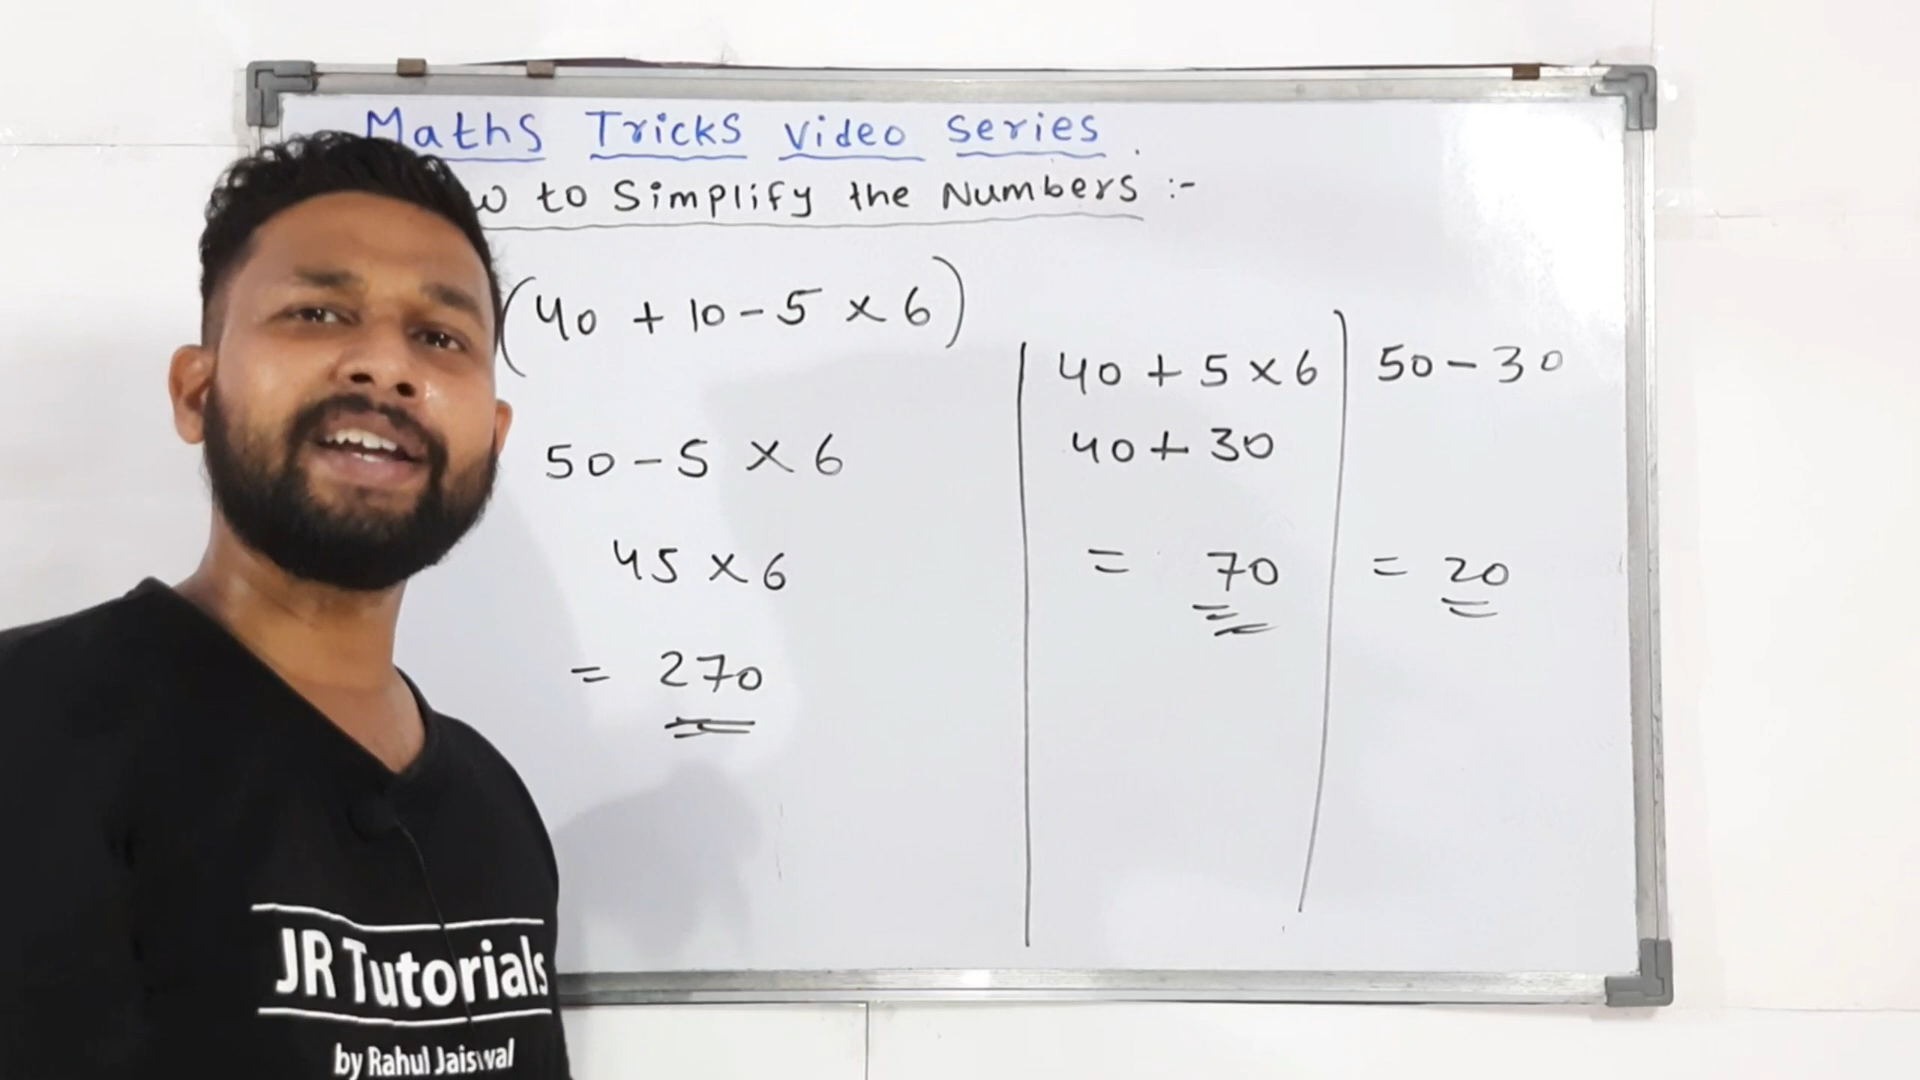 Maths Tricks Video Series
to Simplify the Numbers :-
(40 + 10 - 5 × 6)
50 - 5 × 6
45 × 6
= 270
40 + 5 × 6
40 + 30
= 70
50 - 30
= 20
JR Tutorials
by Rahul Jaiswal